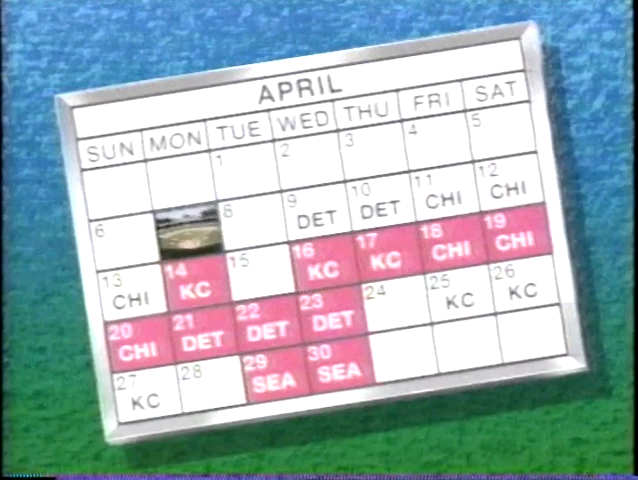 APRIL
SUN MON TUE WED THU FRI SAT
1 2 3 4 5
6 8 9 DET 10 DET 11 CHI 12 CHI
13 CHI 14 KC 15 16 KC 17 KC 18 CHI 19 CHI
20 CHI 21 DET 22 DET 23 DET 24 25 KC 26 KC
27 KC 28 29 SEA 30 SEA